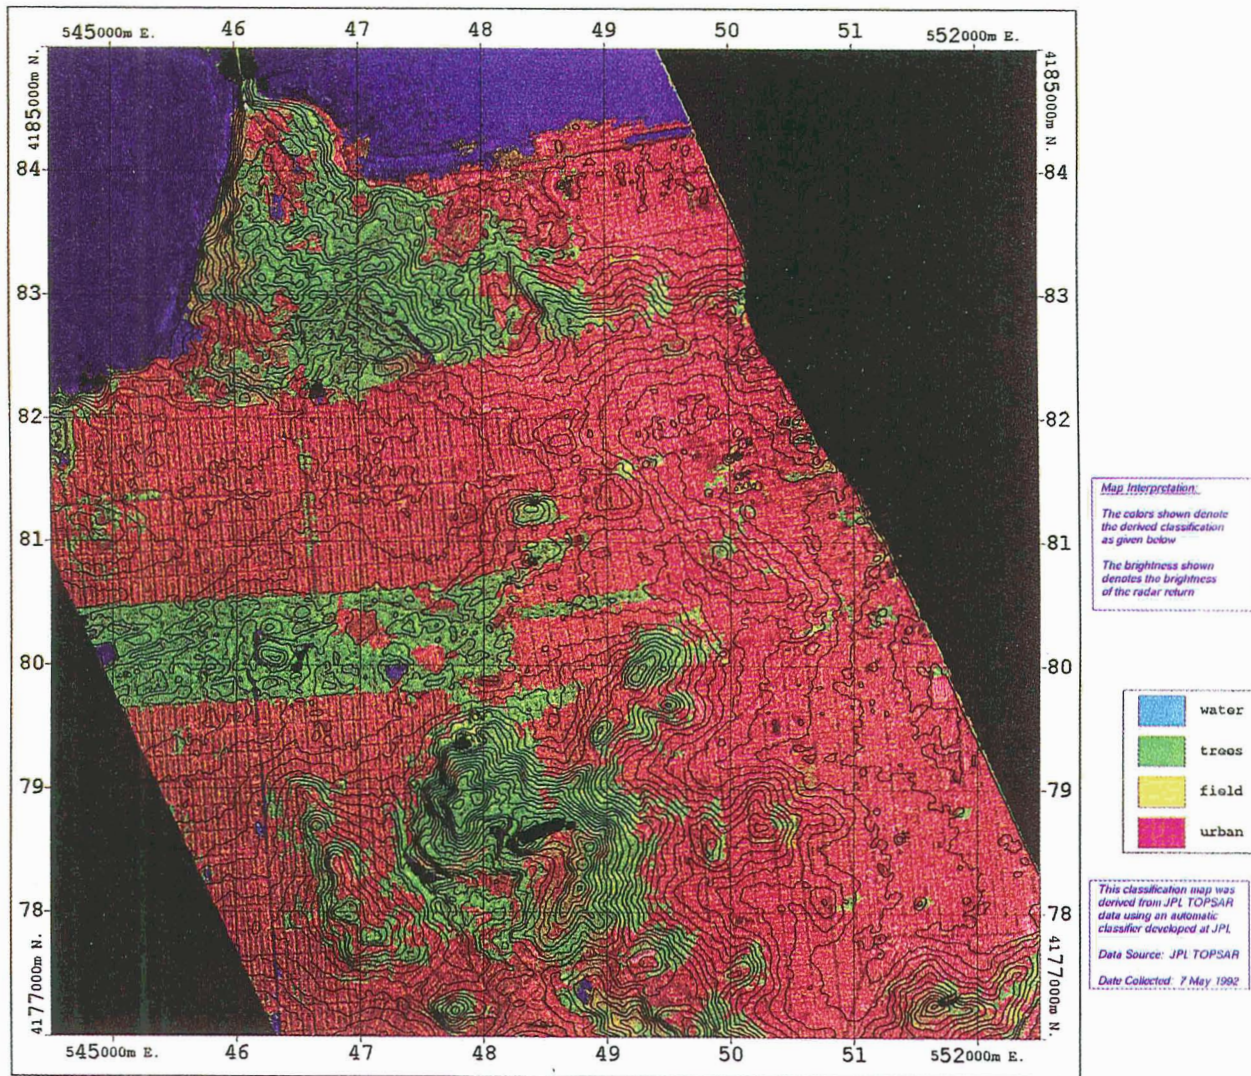 545000m E. 46 47 48 49 50 51 552000m E.
4185000m N. 4185000m N.
84 84
83 83
82 82
81 81
80 80
79 79
78 78
4177000m N. 4177000m N.
545000m E. 46 47 48 49 50 51 552000m E.
Map Interpretation:
The colors shown denote
the derived classification
as given below
The brightness shown
denotes the brightness
of the radar return
water
trees
field
urban
This classification map was
derived from JPL TOPSAR
data using an automatic
classifier developed at JPL
Data Source: JPL TOPSAR
Date Collected: 7 May 1992